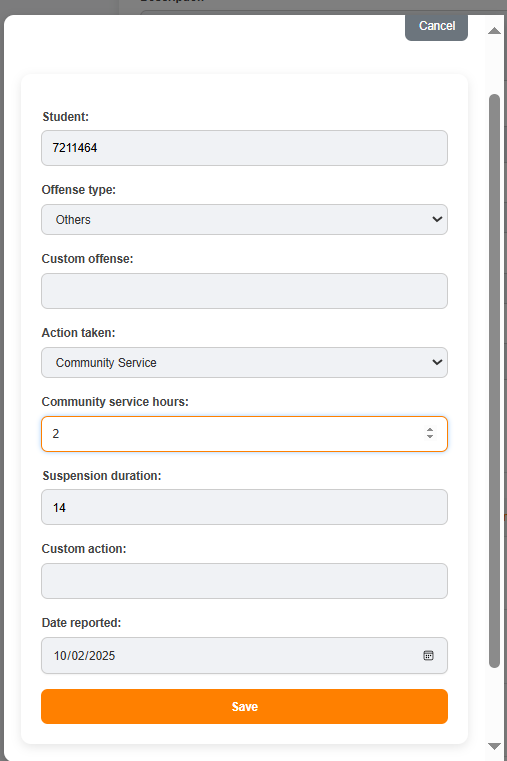 Cancel
Student:
7211464
Offense type:
Others
Custom offense:
Action taken:
Community Service
Community service hours:
2
Suspension duration:
14
Custom action:
Date reported:
10/02/2025
Save